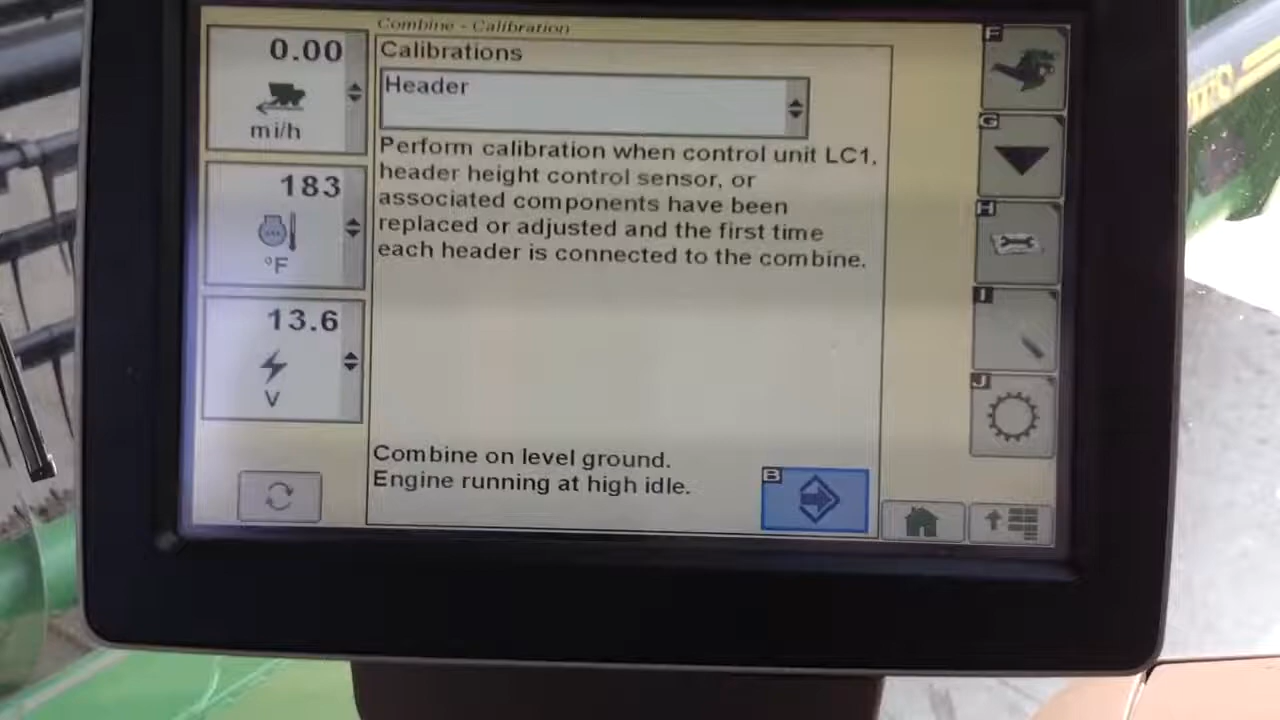 Combine - Calibration
0.00
mi/h
183
°F
13.6
V
Calibrations
Header
Perform calibration when control unit LC1,
header height control sensor, or
associated components have been
replaced or adjusted and the first time
each header is connected to the combine.
Combine on level ground.
Engine running at high idle.
B
F
G
H
I
J